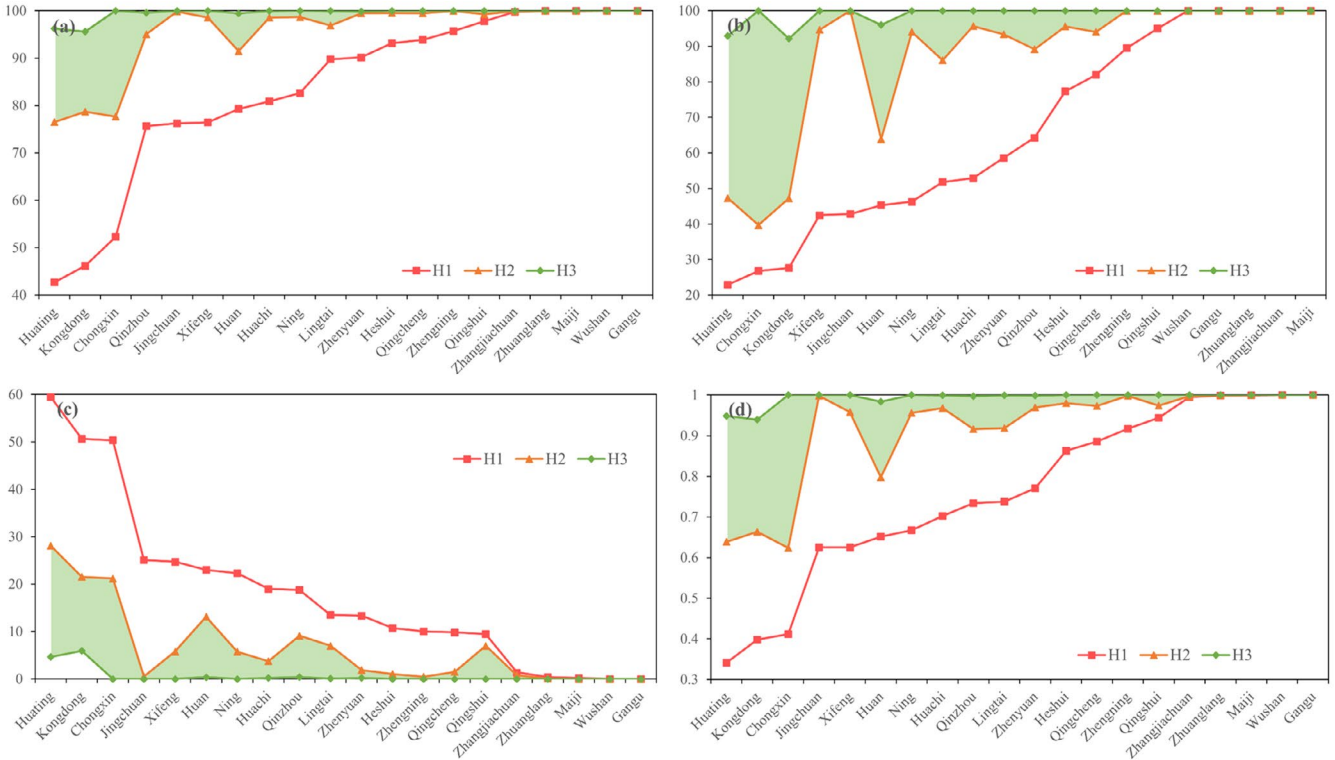 (a)
100
90
80
70
60
50
40
H1 H2 H3
Huating Kongdong Chongxin Qinzhou Jingchuan Xifeng Huan Huachi Ning Lingtai Zhenyuan Heshui Qingcheng Zhengning Qingshui Zhangjiachuan Zhuanglang Maiji Wushan Gangu
(b)
100
90
80
70
60
50
40
30
20
H1 H2 H3
Huating Chongxin Kongdong Xifeng Jingchuan Huan Ning Lingtai Huachi Zhenyuan Qinzhou Heshui Qingcheng Zhengning Qingshui Wushan Gangu Zhuanglang Zhangjiachuan Maiji
(c)
60
50
40
30
20
10
0
H1 H2 H3
Huating Kongdong Chongxin Jingchuan Xifeng Huan Ning Huachi Qinzhou Lingtai Zhenyuan Heshui Zhengning Qingcheng Qingshui Zhangjiachuan Zhuanglang Maiji Wushan Gangu
(d)
1
0.9
0.8
0.7
0.6
0.5
0.4
0.3
H1 H2 H3
Huating Kongdong Chongxin Jingchuan Xifeng Huan Ning Huachi Qinzhou Lingtai Zhenyuan Heshui Qingcheng Zhengning Qingshui Zhangjiachuan Zhuanglang Maiji Wushan Gangu